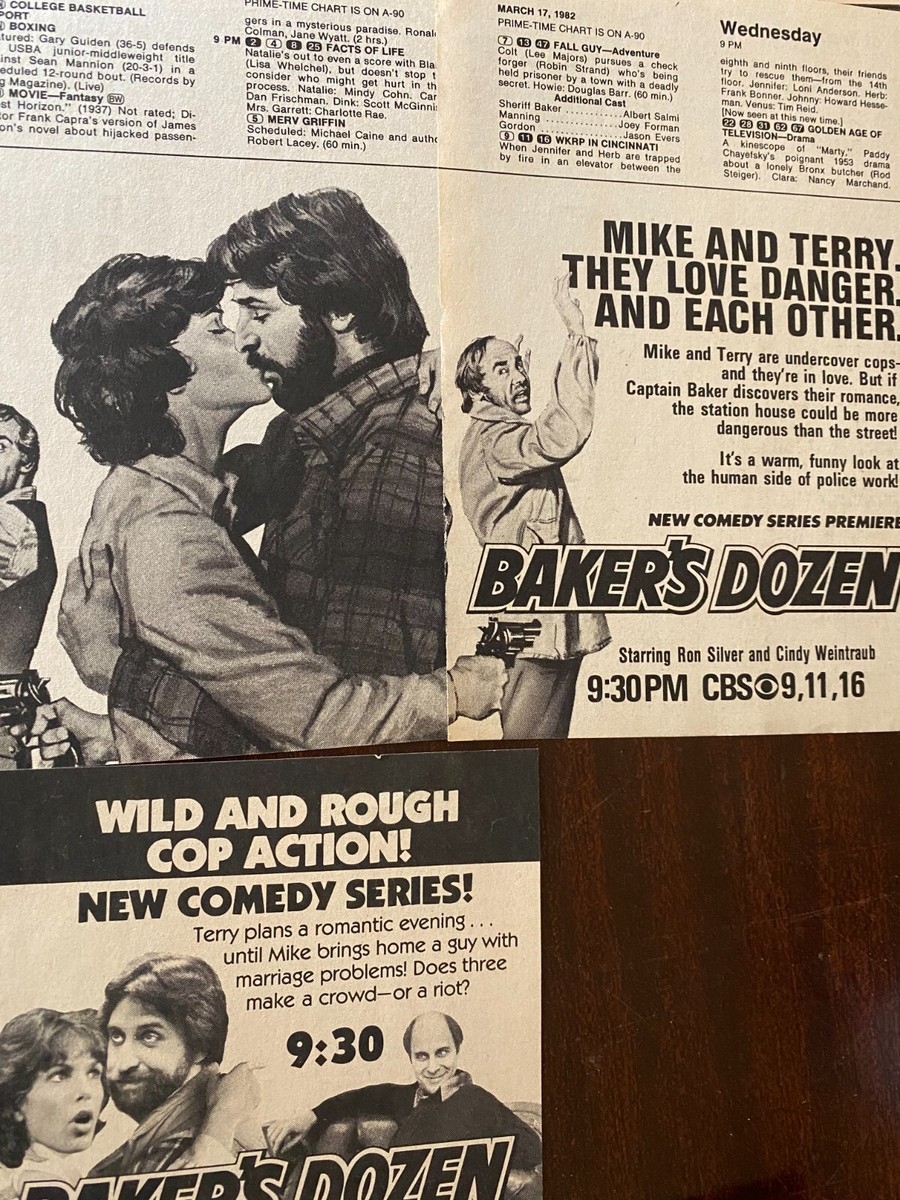 COLLEGE BASKETBALL
PORT
BOXING
tured: Gary Guiden (36-5) defends
USBA junior-middleweight title
inst Sean Mannion (20-3-1) in a
eduled 12-round bout. (Records by
g Magazine). (Live)
MOVIE—Fantasy BW
st Horizon." (1937) Not rated; Di-
tor Frank Capra's version of James
on's novel about hijacked passen-
PRIME-TIME CHART IS ON A-90
gers in a mysterious paradise. Ronal
Colman, Jane Wyatt. (2 hrs.)
9 PM 2 4 8 25 FACTS OF LIFE
Natalie's out to even a score with Bla
(Lisa Whelchel), but doesn't stop t
consider who might get hurt in th
process. Natalie: Mindy Cohn. Car
Dan Frischman. Dink: Scott McGinni
Mrs. Garrett: Charlotte Rae.
5 MERV GRIFFIN
Scheduled: Michael Caine and autho
Robert Lacey. (60 min.)
MARCH 17, 1982
PRIME-TIME CHART IS ON A-90
7 13 47 FALL GUY—Adventure
Colt (Lee Majors) pursues a check
forger (Robin Strand) who's being
held prisoner by a town with a deadly
secret. Howie: Douglas Barr. (60 min.)
Additional Cast
Sheriff Baker ............Albert Salmi
Manning ................Joey Forman
Gordon ..................Jason Evers
9 11 16 WKRP IN CINCINNATI
When Jennifer and Herb are trapped
by fire in an elevator between the
Wednesday
9 PM
eighth and ninth floors, their friends
try to rescue them—from the 14th
floor. Jennifer: Loni Anderson. Herb:
Frank Bonner. Johnny: Howard Hesse-
man. Venus: Tim Reid.
[Now seen at this new time.]
22 28 31 62 67 GOLDEN AGE OF
TELEVISION—Drama
A kinescope of "Marty," Paddy
Chayefsky's poignant 1953 drama
about a lonely Bronx butcher (Rod
Steiger). Clara: Nancy Marchand.
MIKE AND TERRY.
THEY LOVE DANGER.
AND EACH OTHER.
Mike and Terry are undercover cops–
and they're in love. But if
Captain Baker discovers their romance,
the station house could be more
dangerous than the street!
It's a warm, funny look at
the human side of police work!
NEW COMEDY SERIES PREMIERE
BAKER'S DOZEN
Starring Ron Silver and Cindy Weintraub
9:30PM CBS 9,11,16
WILD AND ROUGH
COP ACTION!
NEW COMEDY SERIES!
Terry plans a romantic evening...
until Mike brings home a guy with
marriage problems! Does three
make a crowd—or a riot?
9:30
BAKER'S DOZEN